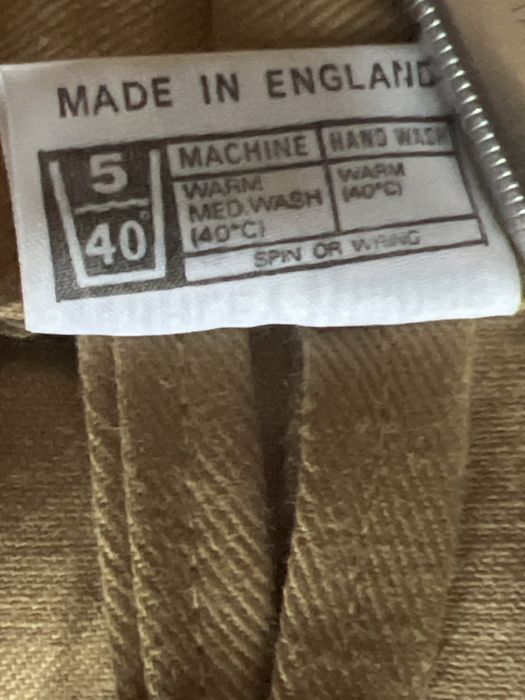 MADE IN ENGLAND
5
40°
MACHINE
WARM
MED.WASH
(40°C)
HAND WASH
WARM
(40°C)
SPIN OR WRING